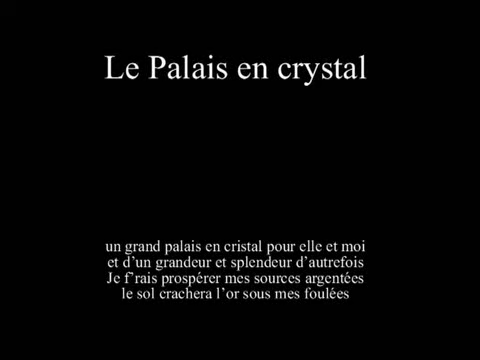 Le Palais en crystal
un grand palais en cristal pour elle et moi
et d’un grandeur et splendeur d’autrefois
Je f’rais prospérer mes sources argentées
le sol crachera l’or sous mes foulées